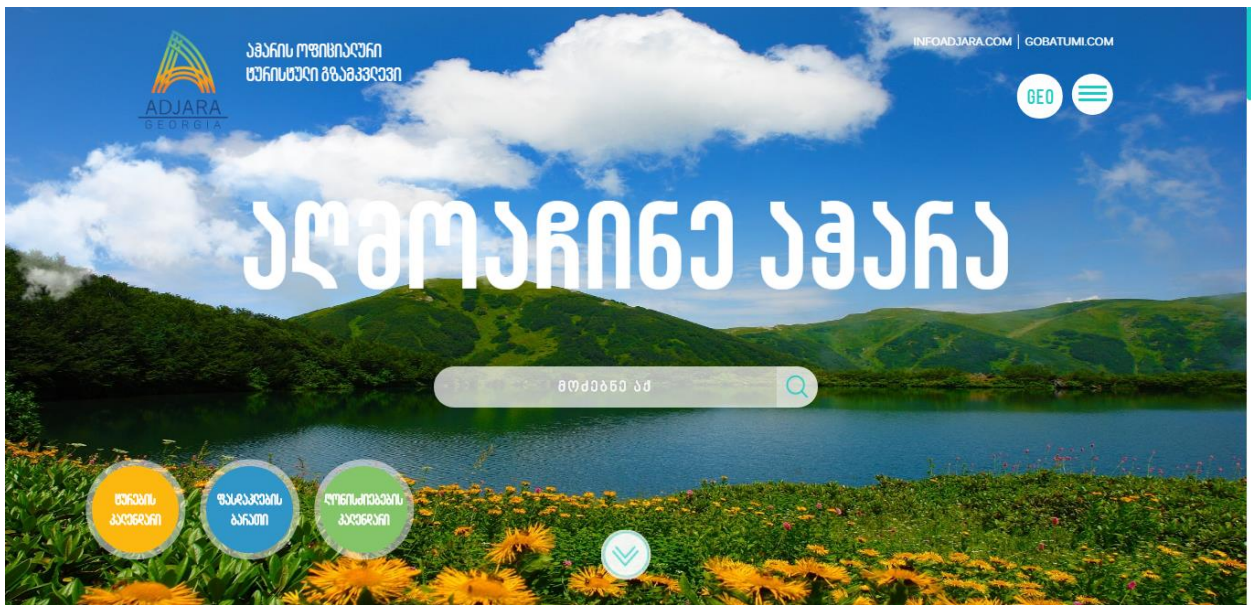 აჭარის ოფიციალური
ტურისტული გზამკვლევი
INFOADJARA.COM | GOBATUMI.COM
ADJARA
GEORGIA
GEO
აღმოაჩინე აჭარა
მოძებნე აქ
ტურების
კალენდარი
ფასდაკლების
ბარათი
ღონისძიებების
კალენდარი